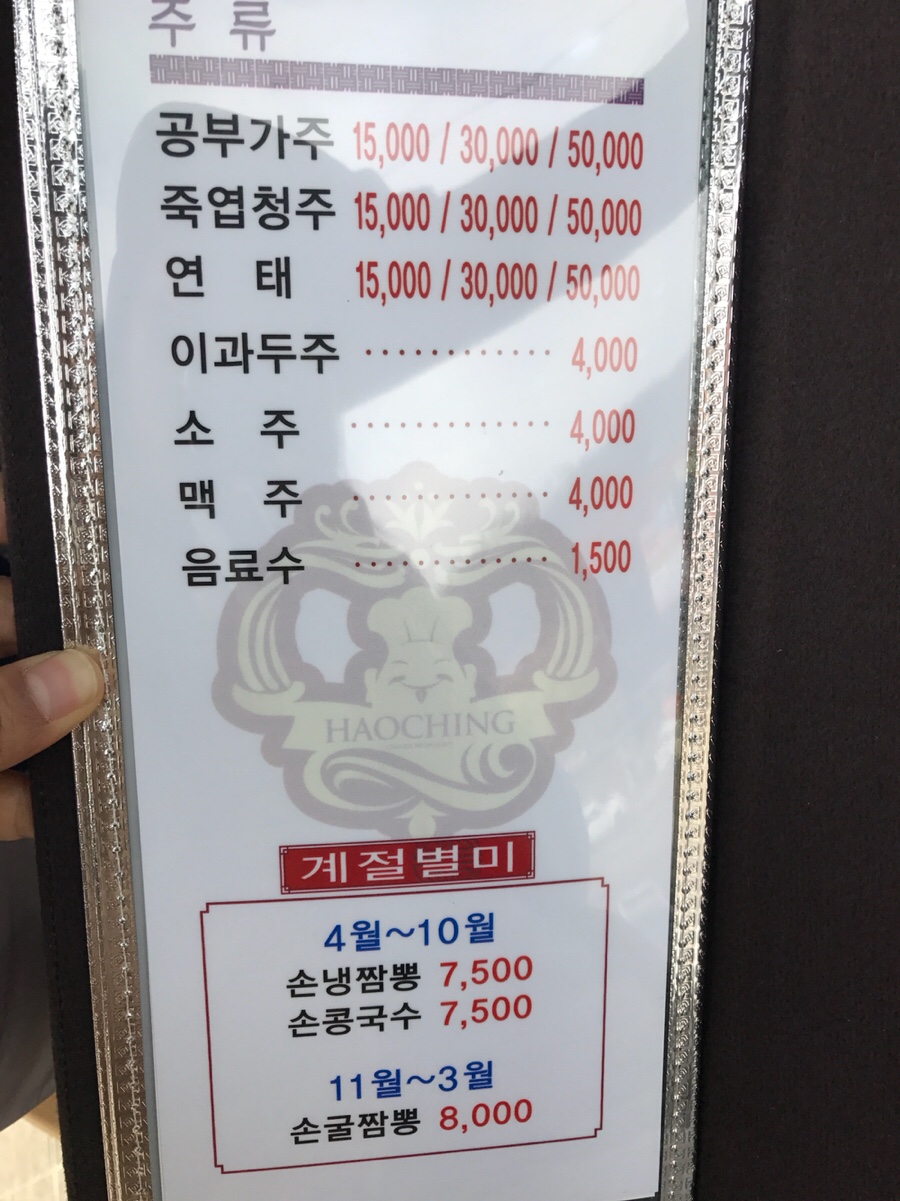 주 류
공부가주 15,000 / 30,000 / 50,000
죽엽청주 15,000 / 30,000 / 50,000
연 태 15,000 / 30,000 / 50,000
이과두주 ············ 4,000
소 주 ············· 4,000
맥 주 ············· 4,000
음료수 ············· 1,500
HAOCHING
계절별미
4월~10월
손냉짬뽕 7,500
손콩국수 7,500
11월~3월
손굴짬뽕 8,000